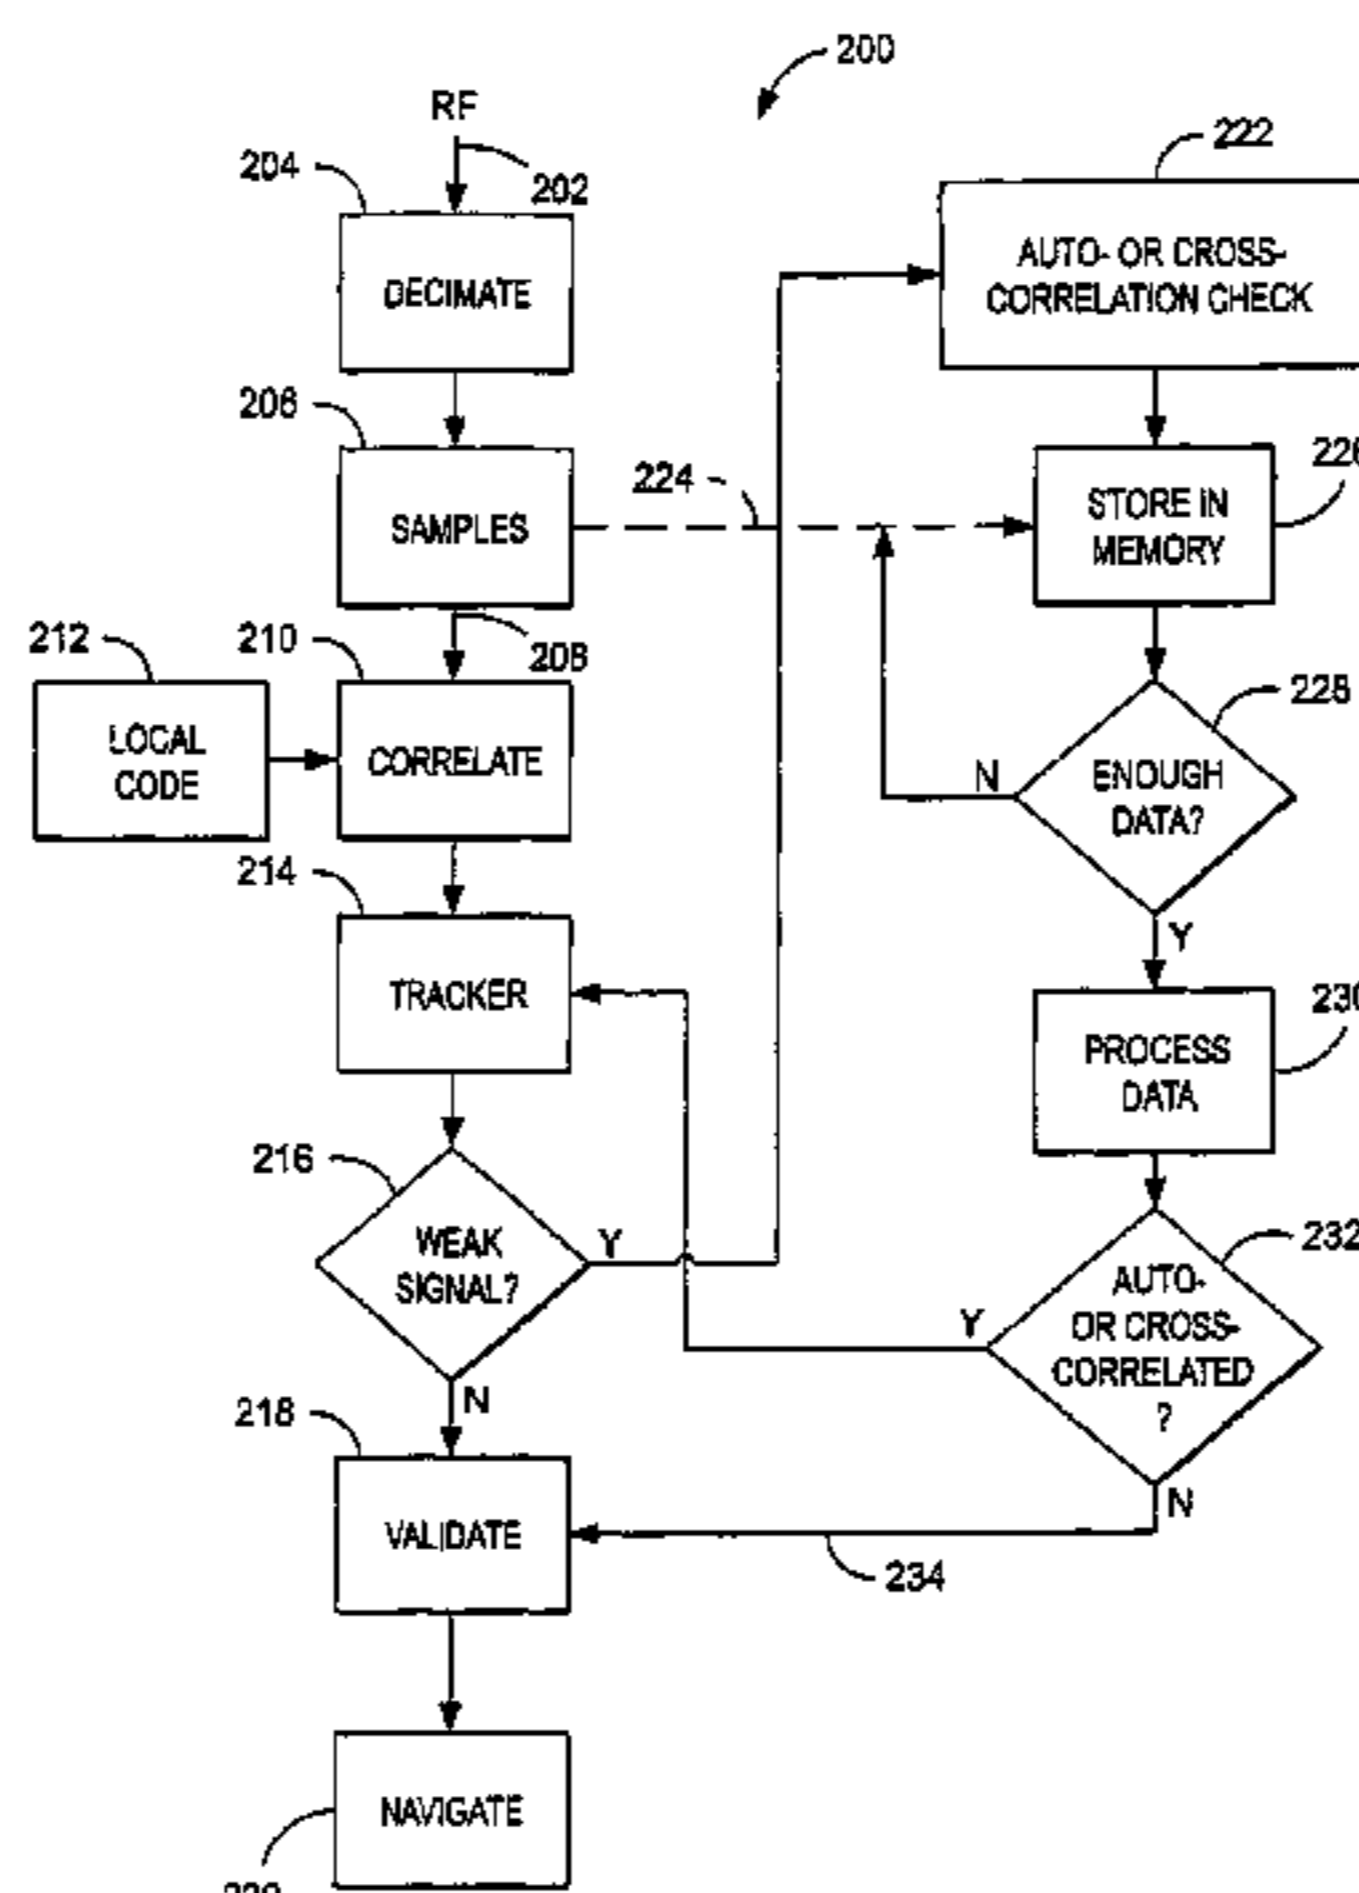 200
RF
202
204
DECIMATE
206
SAMPLES
208
210
212
LOCAL
CODE
CORRELATE
214
TRACKER
216
WEAK
SIGNAL?
Y
N
218
VALIDATE
NAVIGATE
222
AUTO- OR CROSS-
CORRELATION CHECK
224
STORE IN
MEMORY
228
ENOUGH
DATA?
N
Y
PROCESS
DATA
232
AUTO-
OR CROSS-
CORRELATED
?
Y
N
234